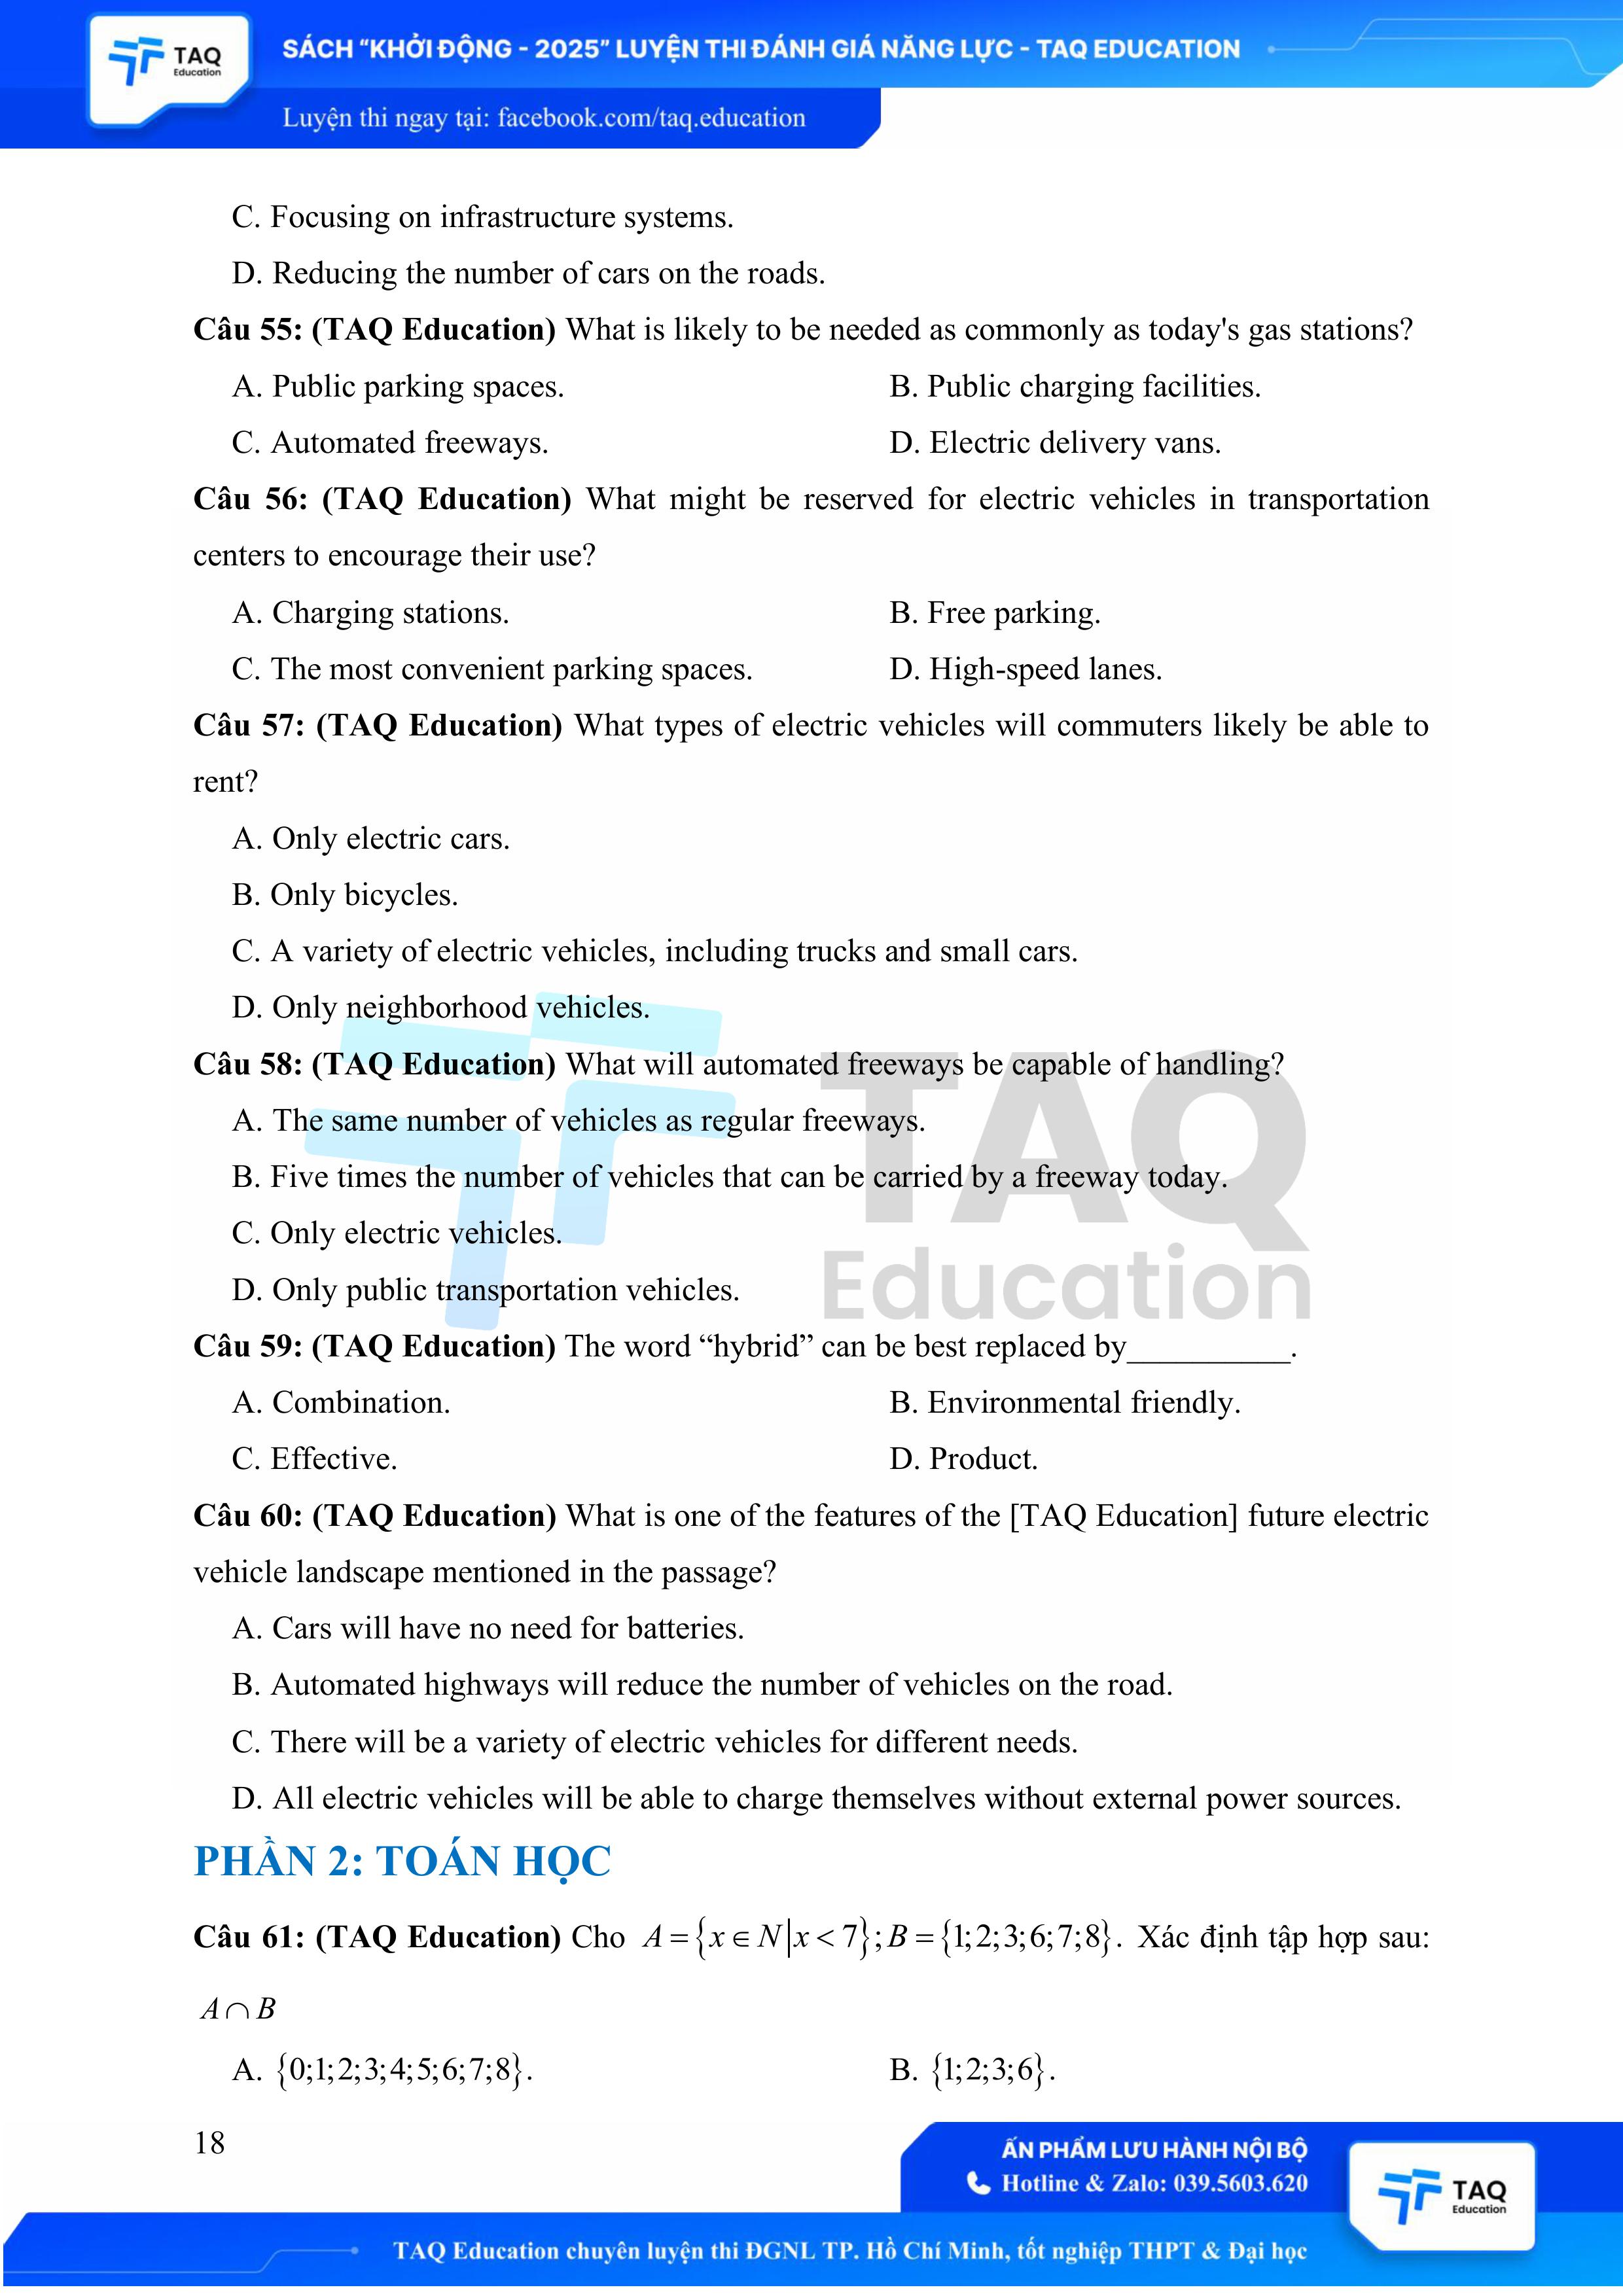 TAQ
Education
SÁCH “KHỞI ĐỘNG - 2025” LUYỆN THI ĐÁNH GIÁ NĂNG LỰC - TAQ EDUCATION
Luyện thi ngay tại: facebook.com/taq.education
C. Focusing on infrastructure systems.
D. Reducing the number of cars on the roads.
Câu 55: (TAQ Education) What is likely to be needed as commonly as today's gas stations?
A. Public parking spaces. B. Public charging facilities.
C. Automated freeways. D. Electric delivery vans.
Câu 56: (TAQ Education) What might be reserved for electric vehicles in transportation
centers to encourage their use?
A. Charging stations. B. Free parking.
C. The most convenient parking spaces. D. High-speed lanes.
Câu 57: (TAQ Education) What types of electric vehicles will commuters likely be able to
rent?
A. Only electric cars.
B. Only bicycles.
C. A variety of electric vehicles, including trucks and small cars.
D. Only neighborhood vehicles.
Câu 58: (TAQ Education) What will automated freeways be capable of handling?
A. The same number of vehicles as regular freeways.
B. Five times the number of vehicles that can be carried by a freeway today.
C. Only electric vehicles.
D. Only public transportation vehicles.
TAQ
Education
Câu 59: (TAQ Education) The word “hybrid” can be best replaced by__________.
A. Combination. B. Environmental friendly.
C. Effective. D. Product.
Câu 60: (TAQ Education) What is one of the features of the [TAQ Education] future electric
vehicle landscape mentioned in the passage?
A. Cars will have no need for batteries.
B. Automated highways will reduce the number of vehicles on the road.
C. There will be a variety of electric vehicles for different needs.
D. All electric vehicles will be able to charge themselves without external power sources.
PHẦN 2: TOÁN HỌC
Câu 61: (TAQ Education) Cho A = {x ∈ N | x < 7}; B = {1;2;3;6;7;8}. Xác định tập hợp sau:
A ∩ B
A. {0;1;2;3;4;5;6;7;8}. B. {1;2;3;6}.
18
ẤN PHẨM LƯU HÀNH NỘI BỘ
Hotline & Zalo: 039.5603.620
TAQ
Education
TAQ Education chuyên luyện thi ĐGNL TP. Hồ Chí Minh, tốt nghiệp THPT & Đại học